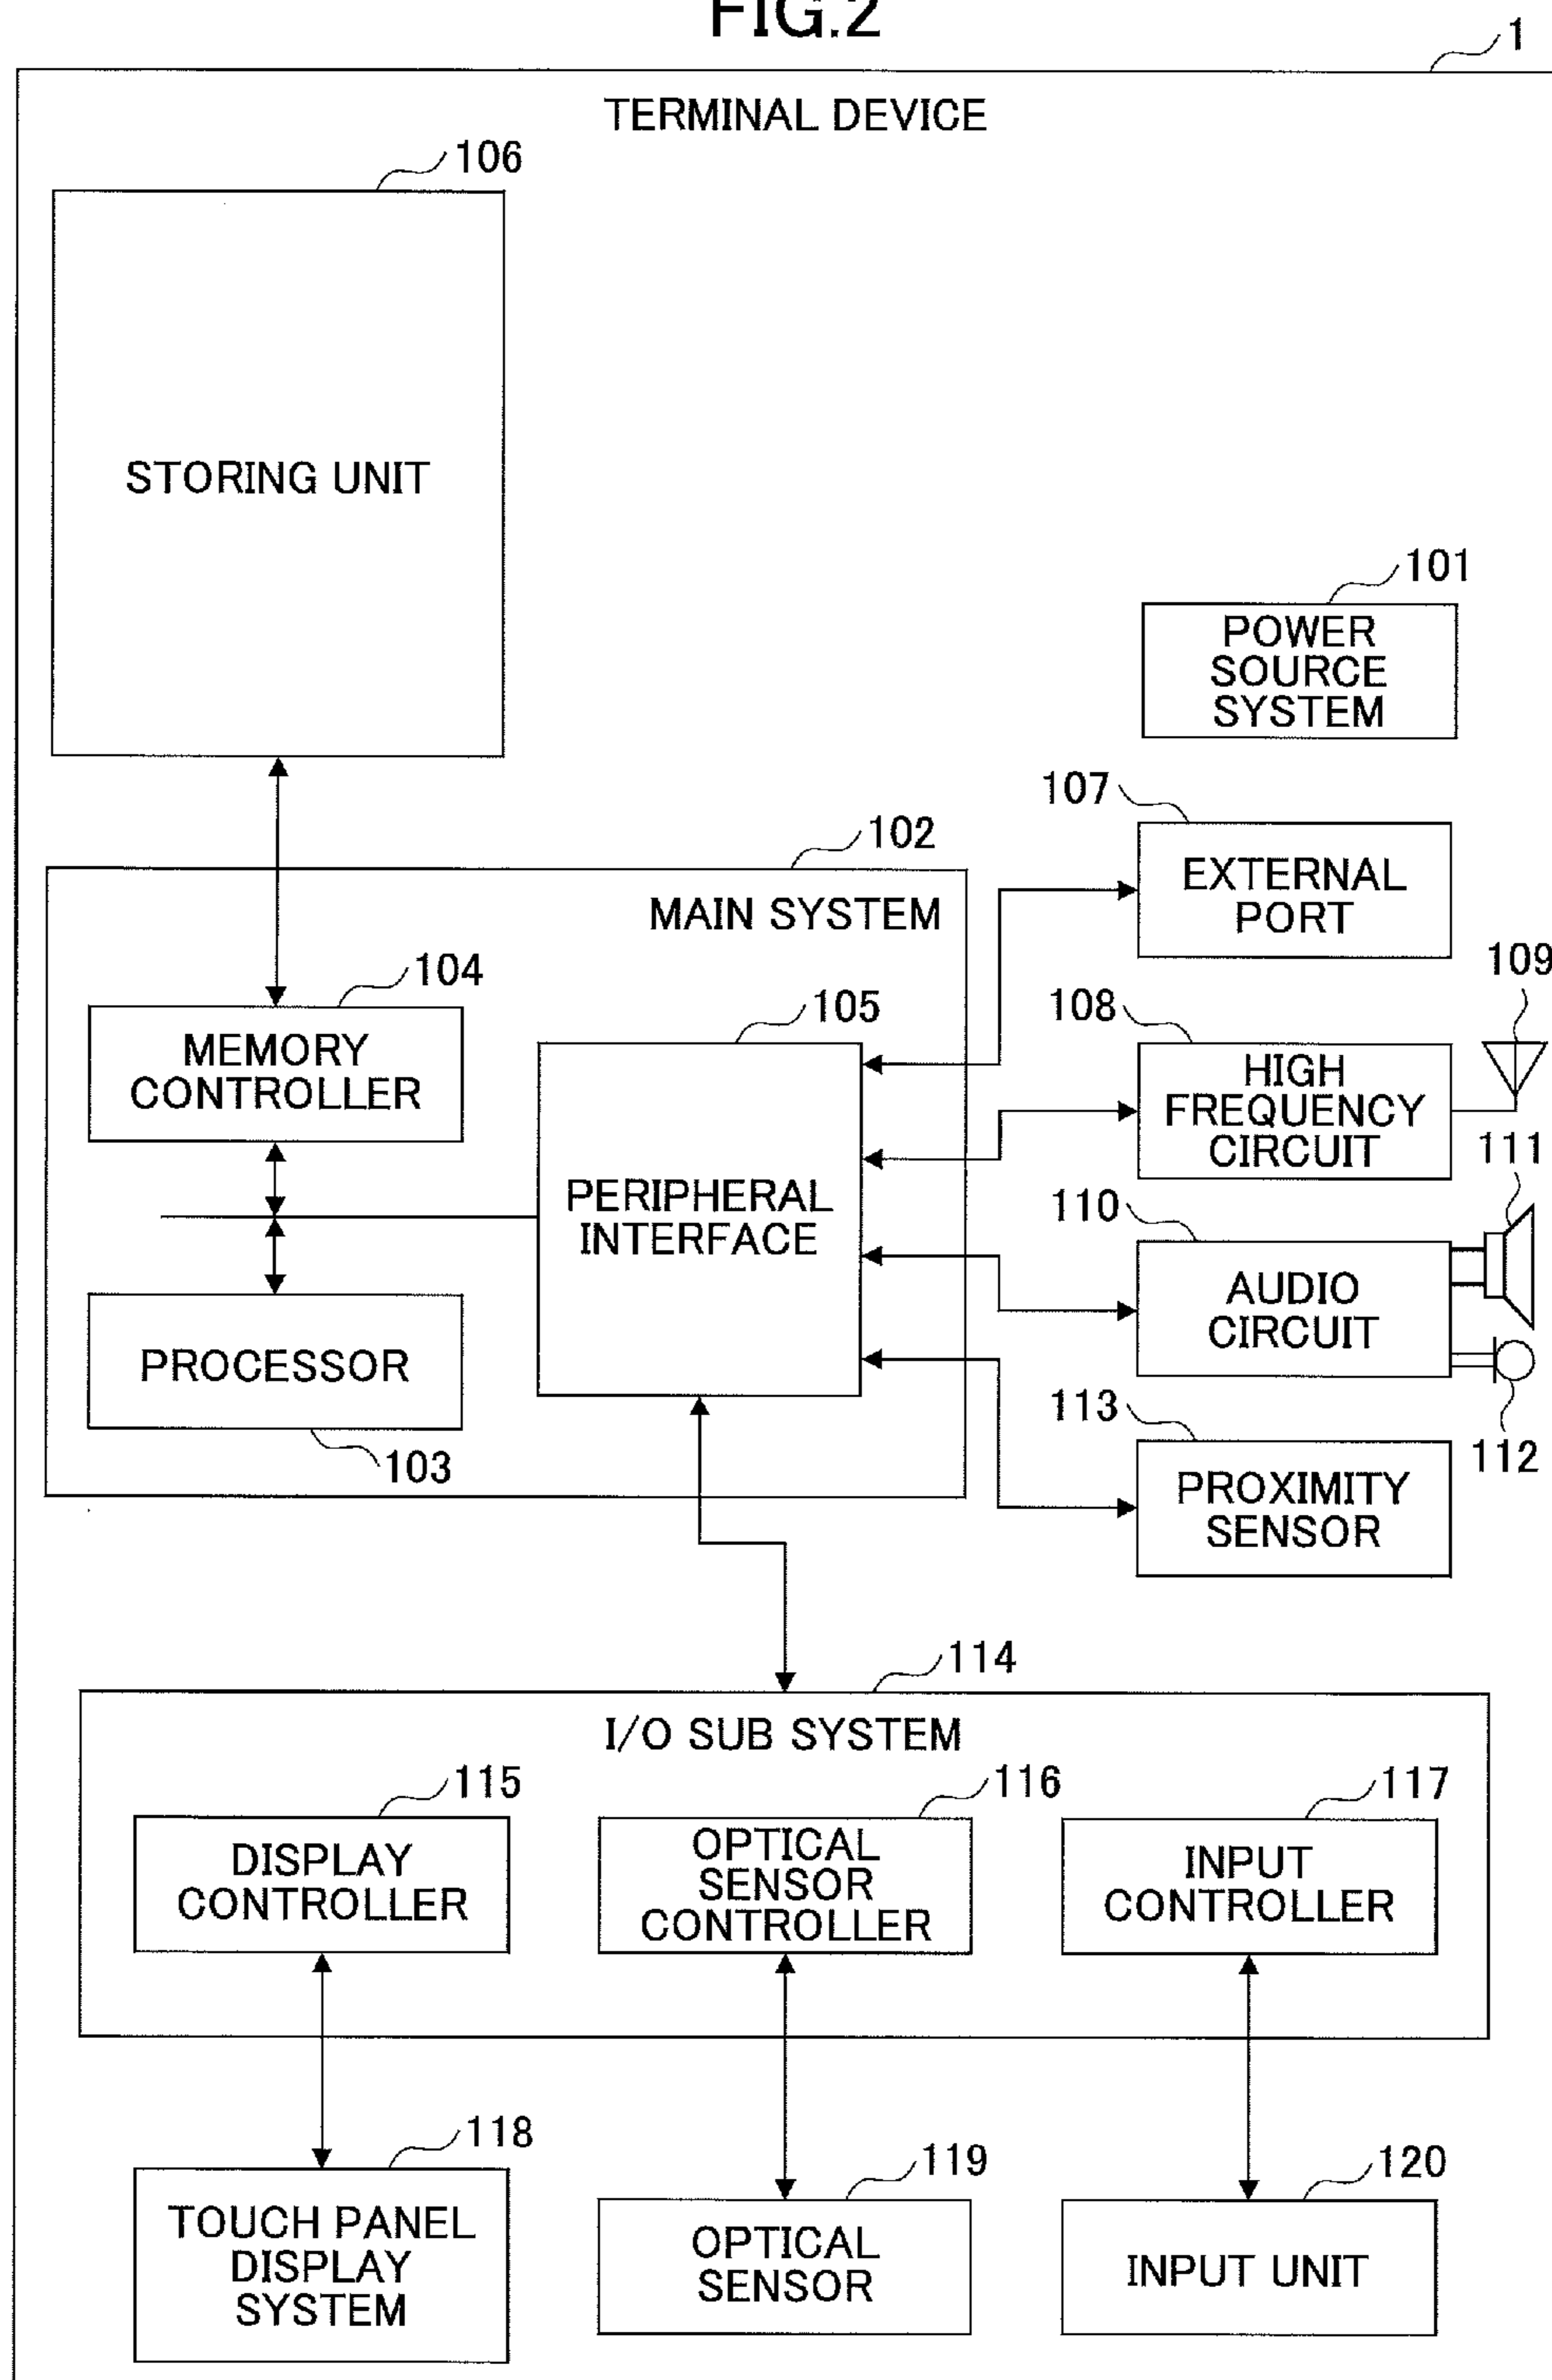 FIG.2
1
TERMINAL DEVICE
106
STORING UNIT
101
POWER
SOURCE
SYSTEM
107
EXTERNAL
PORT
102
MAIN SYSTEM
104
MEMORY
CONTROLLER
105
PERIPHERAL
INTERFACE
PROCESSOR
103
108
HIGH
FREQUENCY
CIRCUIT
109
110
AUDIO
CIRCUIT
111
112
113
PROXIMITY
SENSOR
114
I/O SUB SYSTEM
115
DISPLAY
CONTROLLER
116
OPTICAL
SENSOR
CONTROLLER
117
INPUT
CONTROLLER
118
TOUCH PANEL
DISPLAY
SYSTEM
119
OPTICAL
SENSOR
120
INPUT UNIT